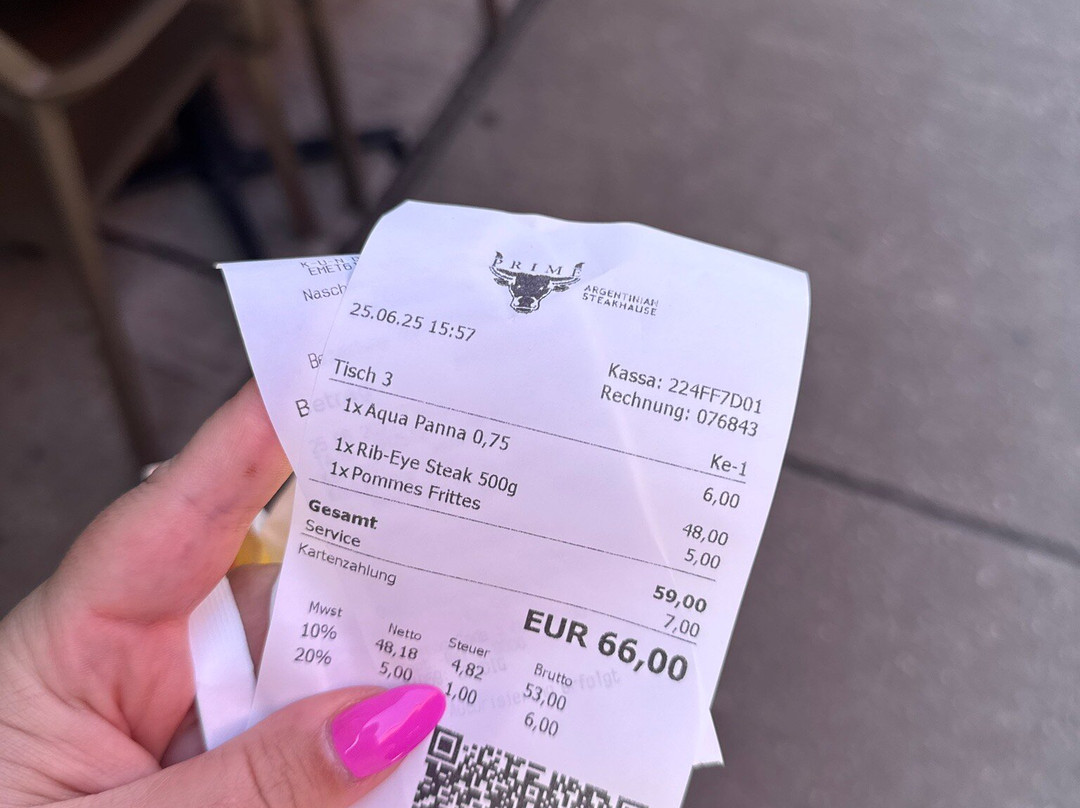 PRIME
ARGENTINIAN
STEAKHAUSE
25.06.25 15:57
Kassa: 224FF7D01
Tisch 3 Rechnung: 076843
Ke-1
1x Aqua Panna 0,75 6,00
1x Rib-Eye Steak 500g 48,00
1x Pommes Frittes 5,00
Gesamt 59,00
Service 7,00
Kartenzahlung EUR 66,00
Mwst Netto Steuer Brutto
10% 48,18 4,82 53,00
20% 5,00 1,00 6,00
Nasch